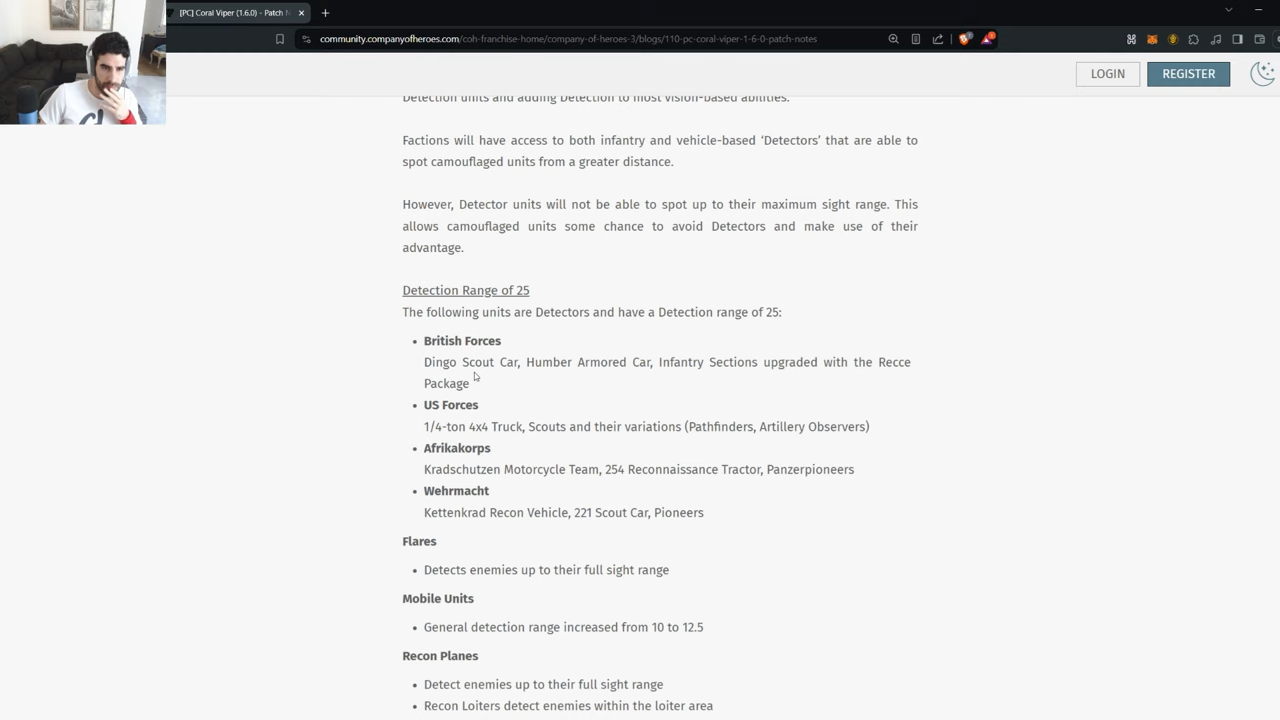 [PC] Coral Viper (1.6.0) - Patch N
community.companyofheroes.com/coh-franchise-home/company-of-heroes-3/blogs/110-pc-coral-viper-1-6-0-patch-notes
LOGIN
REGISTER
Detection units and adding Detection to most vision-based abilities.
Factions will have access to both infantry and vehicle-based ‘Detectors’ that are able to
spot camouflaged units from a greater distance.
However, Detector units will not be able to spot up to their maximum sight range. This
allows camouflaged units some chance to avoid Detectors and make use of their
advantage.
Detection Range of 25
The following units are Detectors and have a Detection range of 25:
• British Forces
Dingo Scout Car, Humber Armored Car, Infantry Sections upgraded with the Recce
Package
• US Forces
1/4-ton 4x4 Truck, Scouts and their variations (Pathfinders, Artillery Observers)
• Afrikakorps
Kradschutzen Motorcycle Team, 254 Reconnaissance Tractor, Panzerpioneers
• Wehrmacht
Kettenkrad Recon Vehicle, 221 Scout Car, Pioneers
Flares
• Detects enemies up to their full sight range
Mobile Units
• General detection range increased from 10 to 12.5
Recon Planes
• Detect enemies up to their full sight range
• Recon Loiters detect enemies within the loiter area